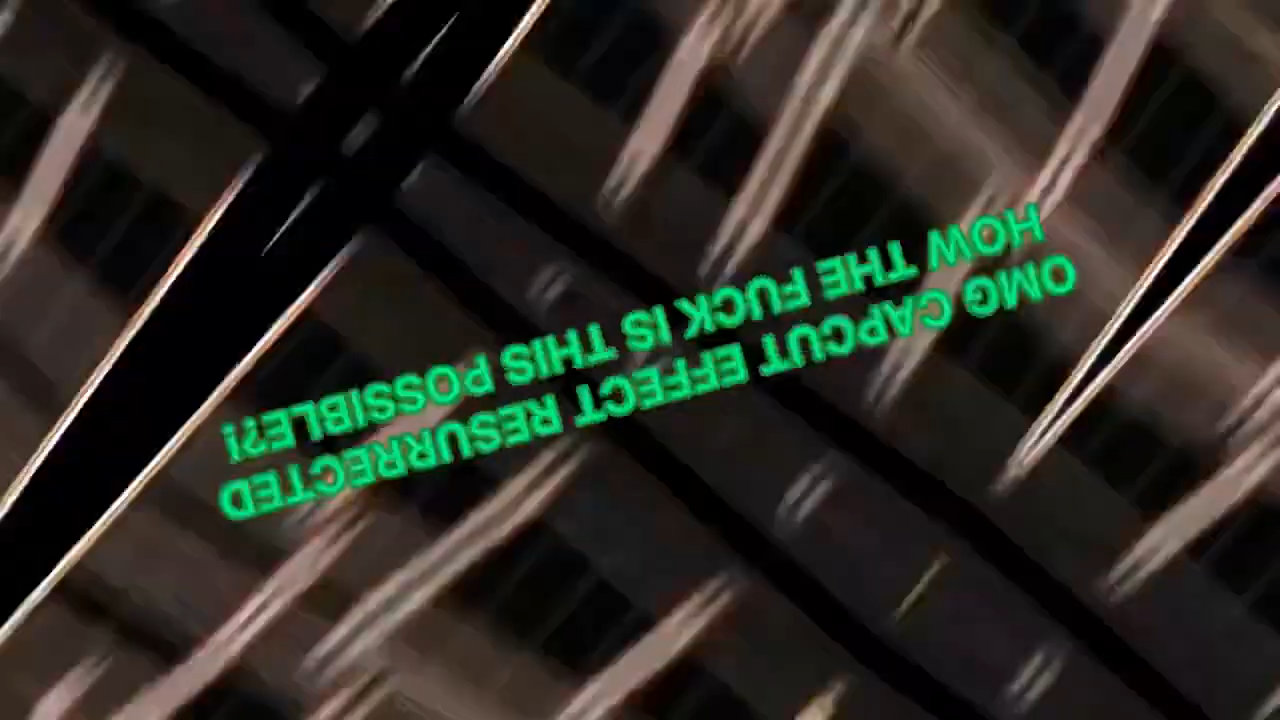 OMG CAPCUT EFFECT RESURRECTED
HOW THE FUCK IS THIS POSSIBLE?!